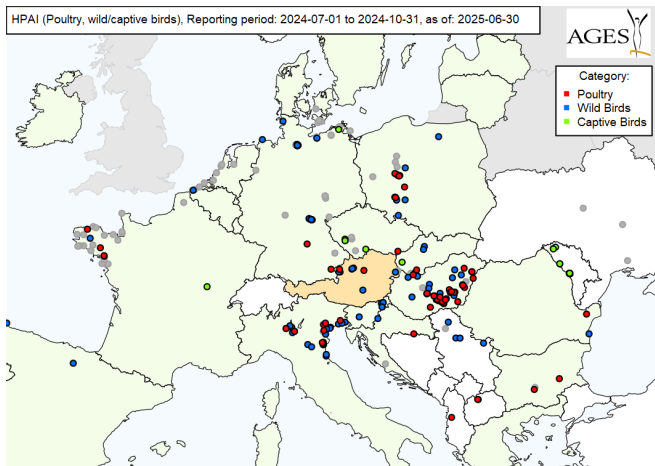 HPAI (Poultry, wild/captive birds), Reporting period: 2024-07-01 to 2024-10-31, as of: 2025-06-30
AGES
Category:
Poultry
Wild Birds
Captive Birds